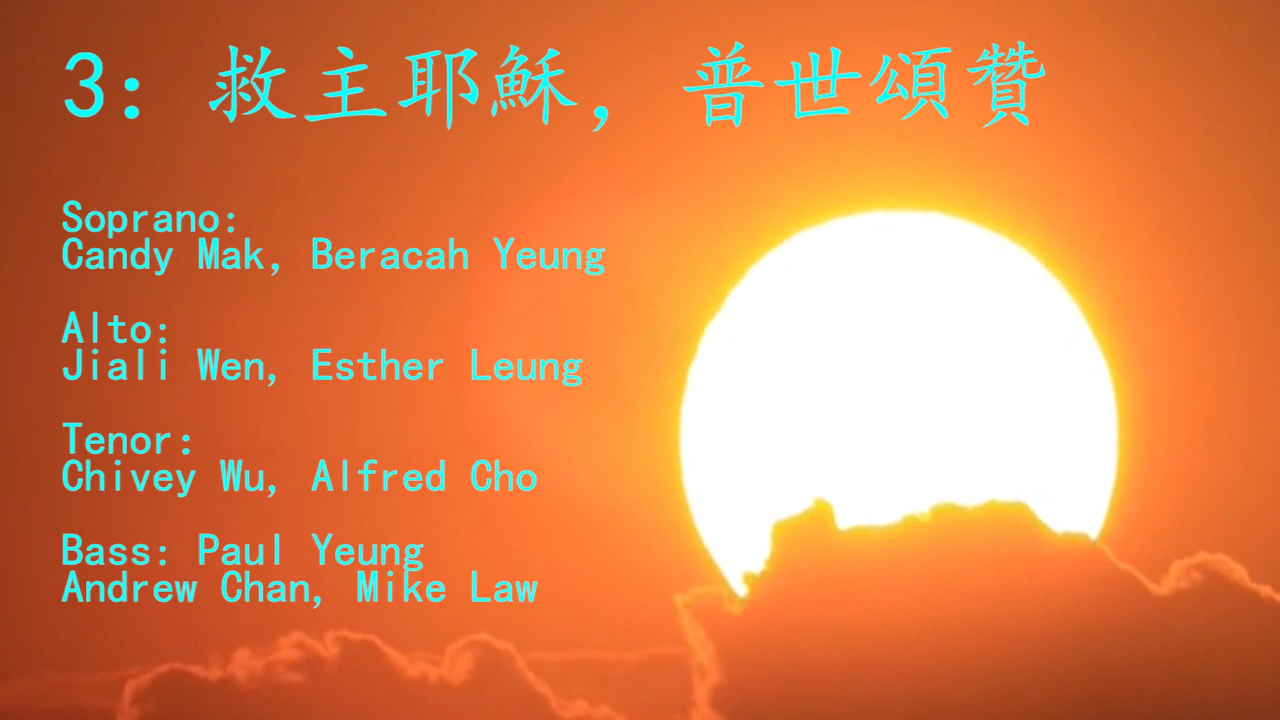 3: 救主耶穌, 普世頌贊
Soprano:
Candy Mak, Beracah Yeung
Alto:
Jiali Wen, Esther Leung
Tenor:
Chivey Wu, Alfred Cho
Bass: Paul Yeung
Andrew Chan, Mike Law